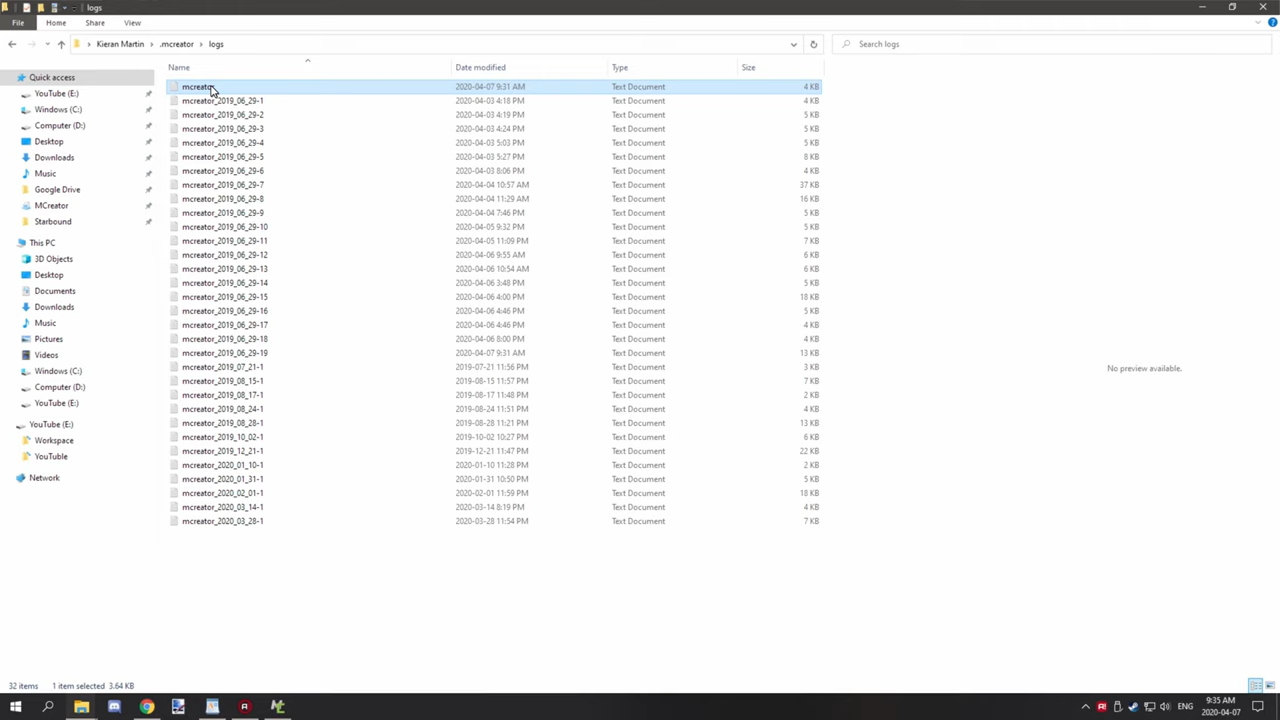 logs
File Home Share View
Kieran Martin .mcreator logs Search logs
Name Date modified Type Size
Quick access
YouTube (E:)
Windows (C:)
Computer (D:)
Desktop
Downloads
Music
Google Drive
MCreator
Starbound
This PC
3D Objects
Desktop
Documents
Downloads
Music
Pictures
Videos
Windows (C:)
Computer (D:)
YouTube (E:)
YouTube (E:)
Workspace
YouTuble
Network
mcreator 2020-04-07 9:31 AM Text Document 4 KB
mcreator_2019_06_29-1 2020-04-03 4:18 PM Text Document 4 KB
mcreator_2019_06_29-2 2020-04-03 4:19 PM Text Document 5 KB
mcreator_2019_06_29-3 2020-04-03 4:24 PM Text Document 5 KB
mcreator_2019_06_29-4 2020-04-03 5:03 PM Text Document 5 KB
mcreator_2019_06_29-5 2020-04-03 5:27 PM Text Document 8 KB
mcreator_2019_06_29-6 2020-04-03 8:06 PM Text Document 4 KB
mcreator_2019_06_29-7 2020-04-04 10:57 AM Text Document 37 KB
mcreator_2019_06_29-8 2020-04-04 11:29 AM Text Document 16 KB
mcreator_2019_06_29-9 2020-04-04 7:46 PM Text Document 5 KB
mcreator_2019_06_29-10 2020-04-05 9:32 PM Text Document 5 KB
mcreator_2019_06_29-11 2020-04-05 11:09 PM Text Document 7 KB
mcreator_2019_06_29-12 2020-04-06 9:55 AM Text Document 6 KB
mcreator_2019_06_29-13 2020-04-06 10:54 AM Text Document 6 KB
mcreator_2019_06_29-14 2020-04-06 3:48 PM Text Document 5 KB
mcreator_2019_06_29-15 2020-04-06 4:00 PM Text Document 18 KB
mcreator_2019_06_29-16 2020-04-06 4:46 PM Text Document 5 KB
mcreator_2019_06_29-17 2020-04-06 4:46 PM Text Document 4 KB
mcreator_2019_06_29-18 2020-04-06 8:00 PM Text Document 4 KB
mcreator_2019_06_29-19 2020-04-07 9:31 AM Text Document 13 KB
mcreator_2019_07_21-1 2019-07-21 11:56 PM Text Document 3 KB
mcreator_2019_08_15-1 2019-08-15 11:57 PM Text Document 7 KB
mcreator_2019_08_17-1 2019-08-17 11:48 PM Text Document 2 KB
mcreator_2019_08_24-1 2019-08-24 11:51 PM Text Document 4 KB
mcreator_2019_08_28-1 2019-08-28 11:21 PM Text Document 13 KB
mcreator_2019_10_02-1 2019-10-02 10:27 PM Text Document 6 KB
mcreator_2019_12_21-1 2019-12-21 11:47 PM Text Document 22 KB
mcreator_2020_01_10-1 2020-01-10 11:28 PM Text Document 2 KB
mcreator_2020_01_31-1 2020-01-31 10:50 PM Text Document 5 KB
mcreator_2020_02_01-1 2020-02-01 11:59 PM Text Document 18 KB
mcreator_2020_03_14-1 2020-03-14 8:19 PM Text Document 4 KB
mcreator_2020_03_28-1 2020-03-28 11:54 PM Text Document 7 KB
No preview available.
32 items 1 item selected 3.64 KB
ENG 9:35 AM
2020-04-07